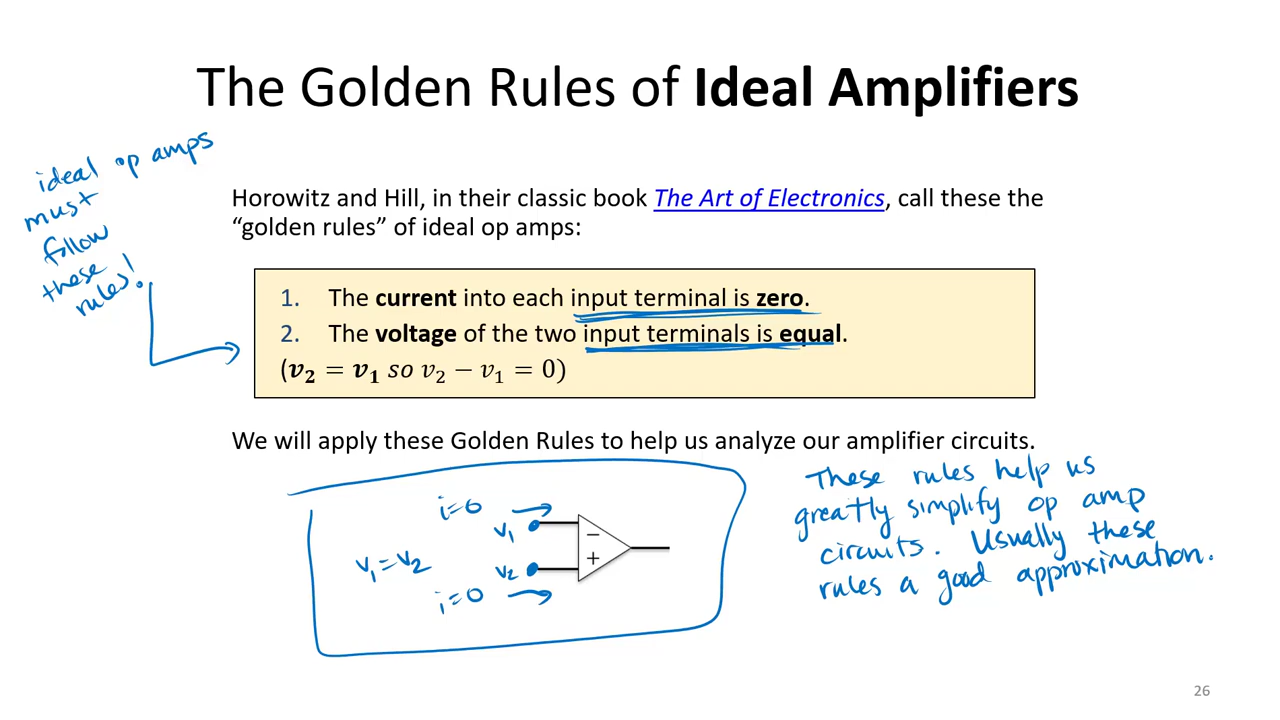 The Golden Rules of Ideal Amplifiers
ideal op amps
must
follow
these
rules!
Horowitz and Hill, in their classic book The Art of Electronics, call these the
“golden rules” of ideal op amps:
1. The current into each input terminal is zero.
2. The voltage of the two input terminals is equal.
(v₂ = v₁ so v₂ − v₁ = 0)
We will apply these Golden Rules to help us analyze our amplifier circuits.
i=0
v₁
−
v₁=v₂
+
v₂
i=0
These rules help us
greatly simplify op amp
circuits. Usually these
rules a good approximation.
26